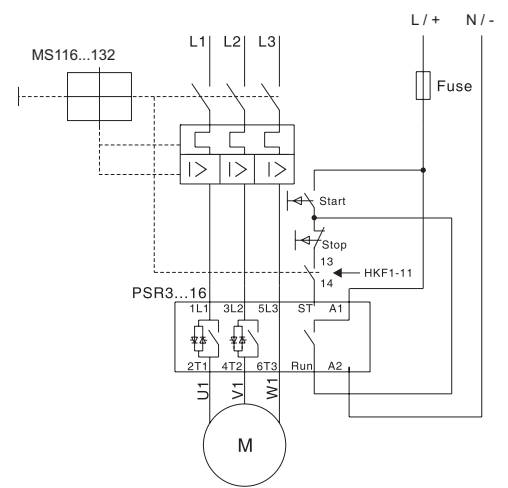 L / + N / -
L1 L2 L3
MS116...132
Fuse
I> I> I>
Start
Stop
13
HKF1-11
14
PSR3...16
1L1 3L2 5L3 ST A1
2T1 4T2 6T3 Run A2
U1 V1 W1
M